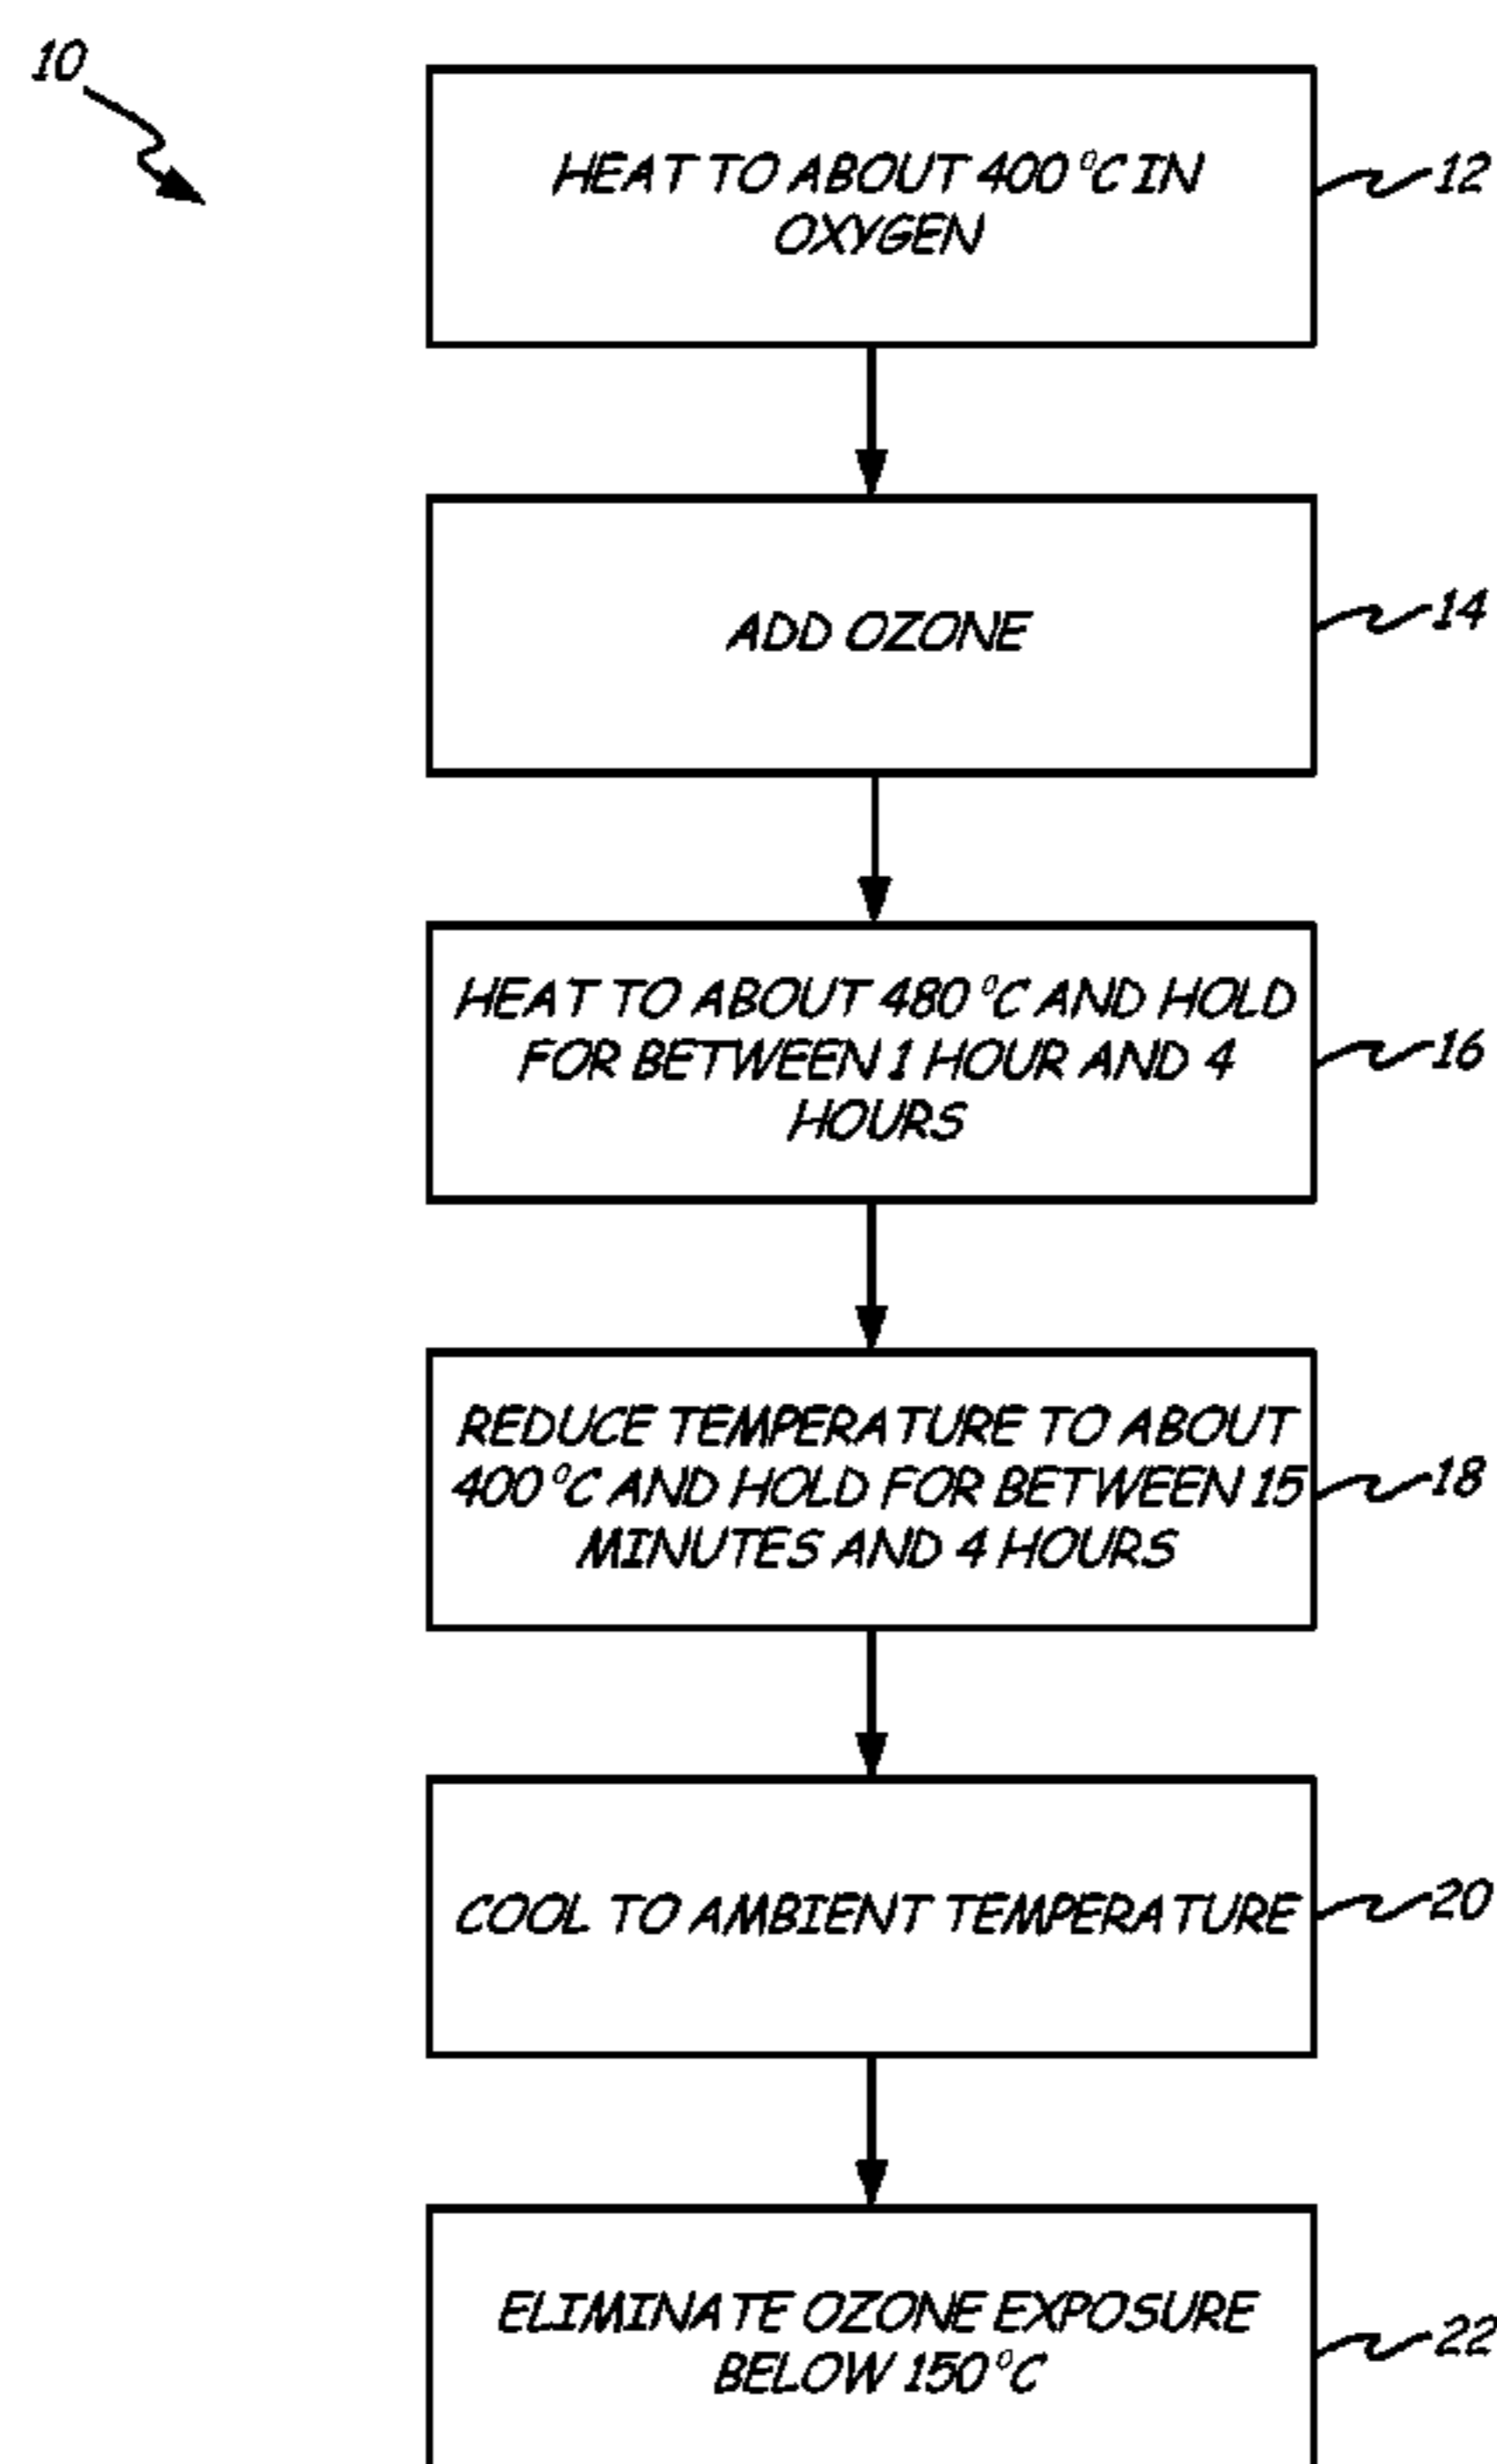 10
HEAT TO ABOUT 400°C IN
OXYGEN
12
ADD OZONE
14
HEAT TO ABOUT 480°C AND HOLD
FOR BETWEEN 1 HOUR AND 4
HOURS
16
REDUCE TEMPERATURE TO ABOUT
400°C AND HOLD FOR BETWEEN 15
MINUTES AND 4 HOURS
18
COOL TO AMBIENT TEMPERATURE
20
ELIMINATE OZONE EXPOSURE
BELOW 150°C
22